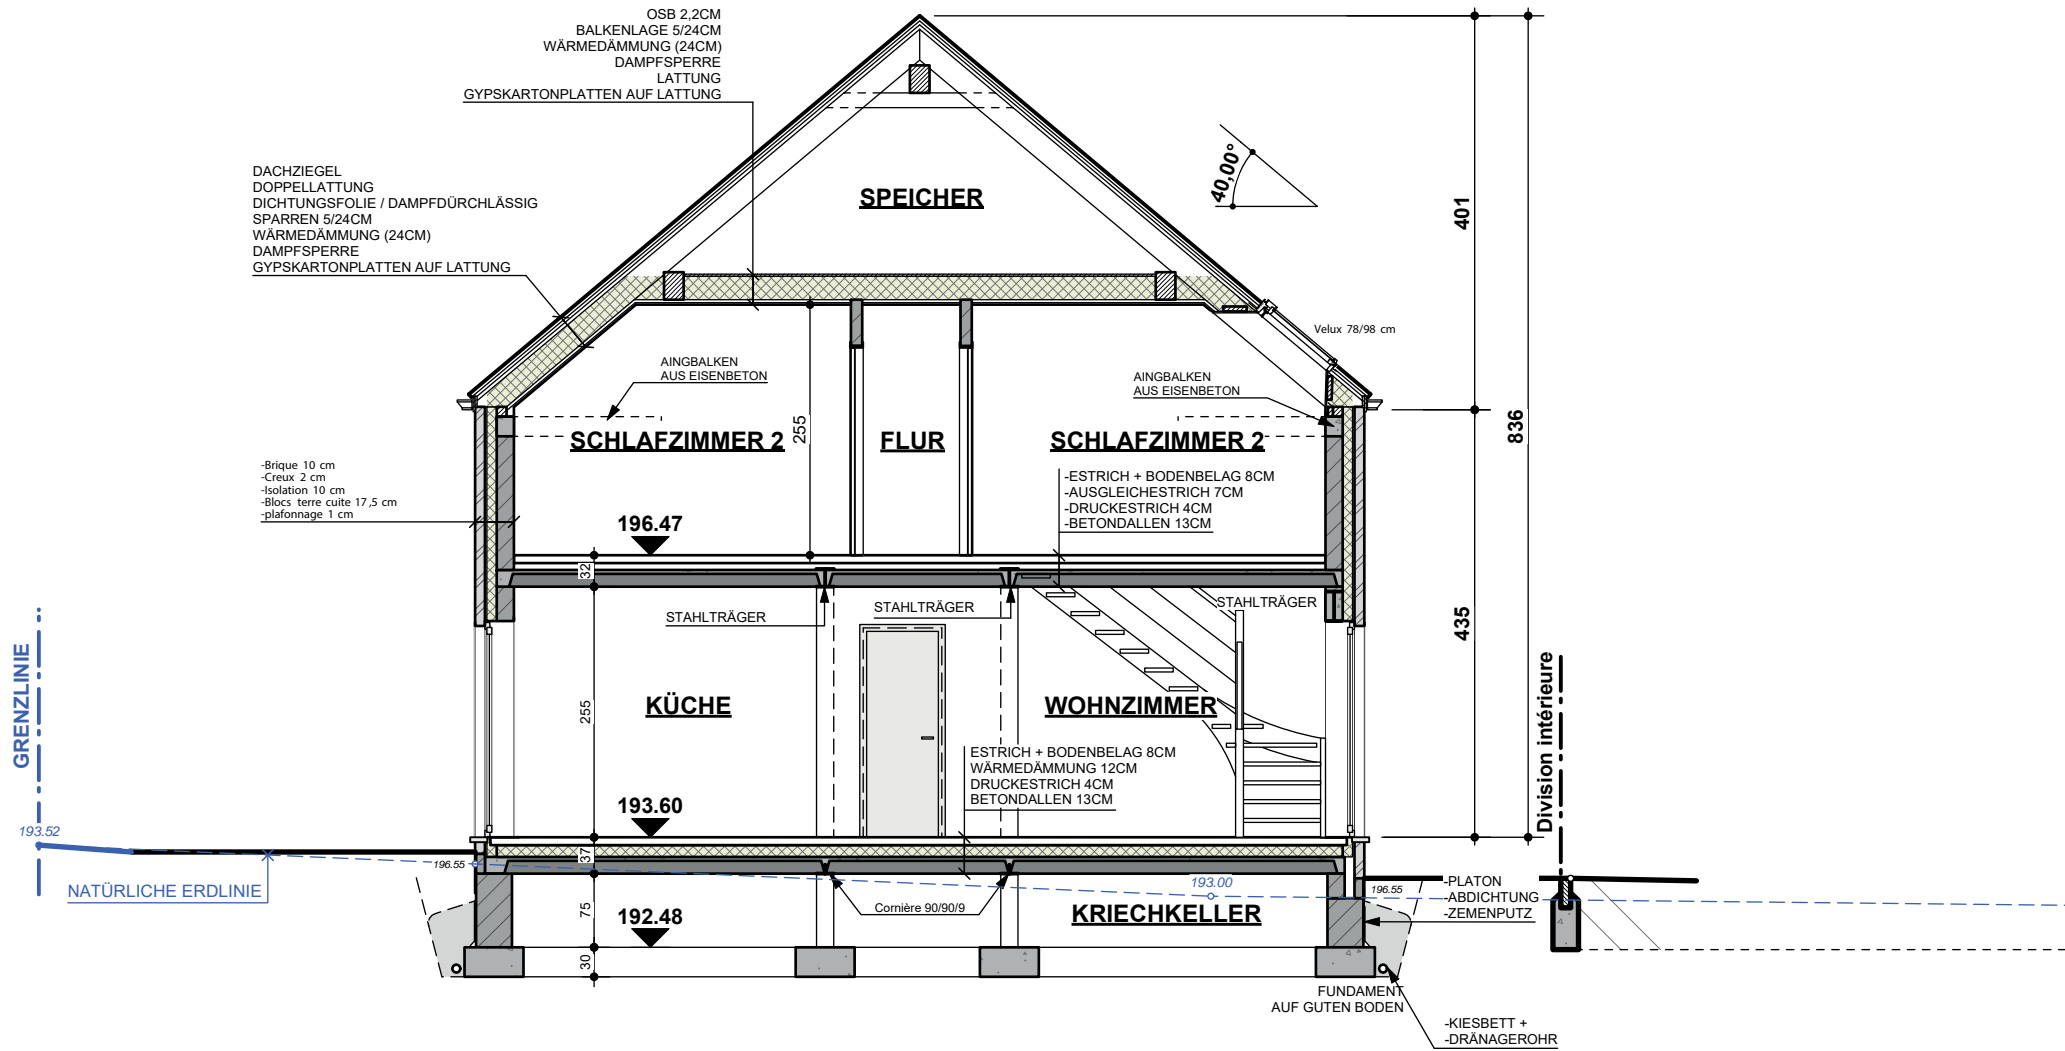 OSB 2,2CM
BALKENLAGE 5/24CM
WÄRMEDÄMMUNG (24CM)
DAMPFSPERRE
LATTUNG
GYPSKARTONPLATTEN AUF LATTUNG
DACHZIEGEL
DOPPELLATTUNG
DICHTUNGSFOLIE / DAMPFDÜRCHLÄSSIG
SPARREN 5/24CM
WÄRMEDÄMMUNG (24CM)
DAMPFSPERRE
GYPSKARTONPLATTEN AUF LATTUNG
SPEICHER
40,00°
401
836
435
Velux 78/98 cm
AINGBALKEN
AUS EISENBETON
AINGBALKEN
AUS EISENBETON
255
SCHLAFZIMMER 2
FLUR
SCHLAFZIMMER 2
-Brique 10 cm
-Creux 2 cm
-Isolation 10 cm
-Blocs terre cuite 17,5 cm
-plafonnage 1 cm
-ESTRICH + BODENBELAG 8CM
-AUSGLEICHESTRICH 7CM
-DRUCKESTRICH 4CM
-BETONDALLEN 13CM
196.47
32
STAHLTRÄGER
STAHLTRÄGER
STAHLTRÄGER
GRENZLINIE
255
KÜCHE
WOHNZIMMER
Division intérieure
ESTRICH + BODENBELAG 8CM
WÄRMEDÄMMUNG 12CM
DRUCKESTRICH 4CM
BETONDALLEN 13CM
193.60
193.52
37
196.55
NATÜRLICHE ERDLINIE
193.00
196.55
-PLATON
-ABDICHTUNG
-ZEMENPUTZ
75
192.48
Cornière 90/90/9
KRIECHKELLER
30
FUNDAMENT
AUF GUTEN BODEN
-KIESBETT +
-DRÄNAGEROHR